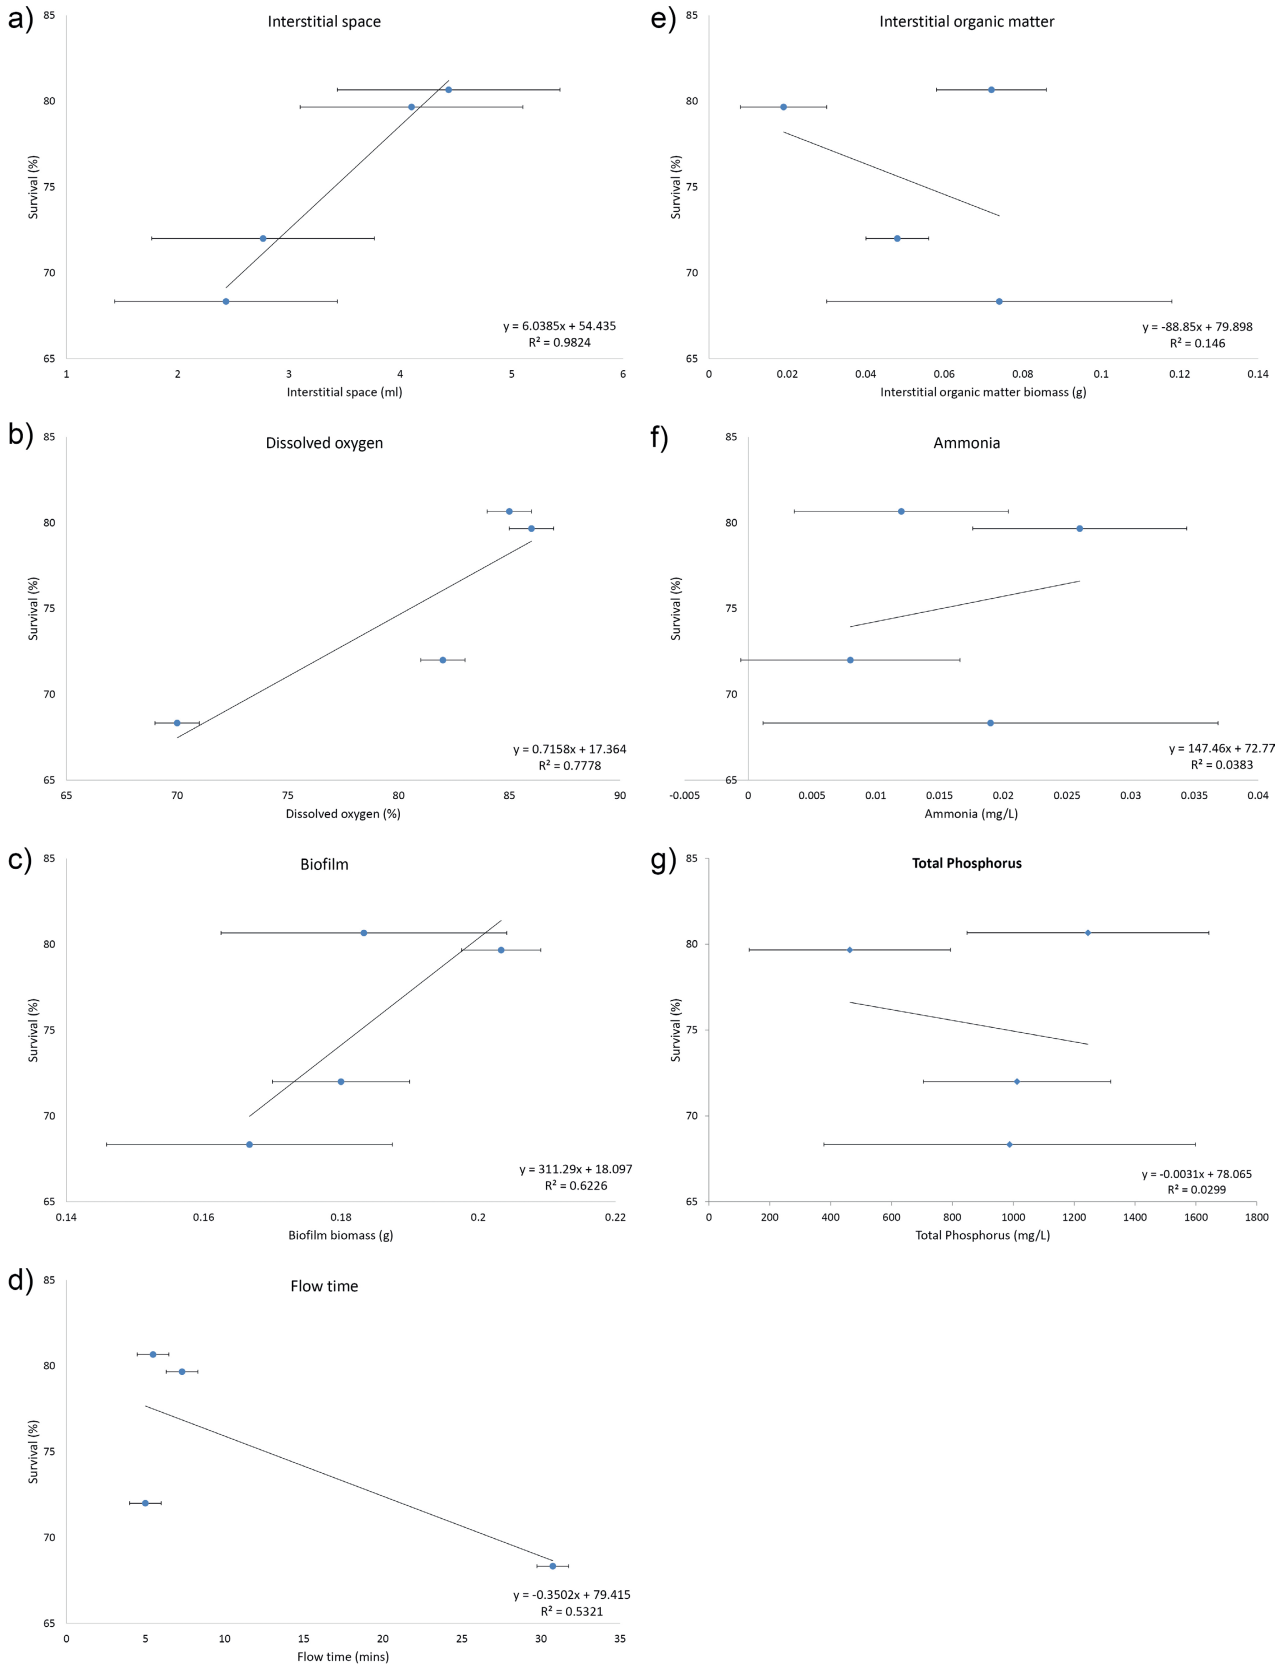 a)
Interstitial space
85
80
75
70
65
Survival (%)
y = 6.0385x + 54.435
R² = 0.9824
1 2 3 4 5 6
Interstitial space (ml)
e)
Interstitial organic matter
85
80
75
70
65
Survival (%)
y = -88.85x + 79.898
R² = 0.146
0 0.02 0.04 0.06 0.08 0.1 0.12 0.14
Interstitial organic matter biomass (g)
b)
Dissolved oxygen
85
80
75
70
65
Survival (%)
y = 0.7158x + 17.364
R² = 0.7778
65 70 75 80 85 90
Dissolved oxygen (%)
f)
Ammonia
85
80
75
70
65
Survival (%)
y = 147.46x + 72.77
R² = 0.0383
-0.005 0 0.005 0.01 0.015 0.02 0.025 0.03 0.035 0.04
Ammonia (mg/L)
c)
Biofilm
85
80
75
70
65
Survival (%)
y = 311.29x + 18.097
R² = 0.6226
0.14 0.16 0.18 0.2 0.22
Biofilm biomass (g)
g)
Total Phosphorus
85
80
75
70
65
Survival (%)
y = -0.0031x + 78.065
R² = 0.0299
0 200 400 600 800 1000 1200 1400 1600 1800
Total Phosphorus (mg/L)
d)
Flow time
85
80
75
70
65
Survival (%)
y = -0.3502x + 79.415
R² = 0.5321
0 5 10 15 20 25 30 35
Flow time (mins)